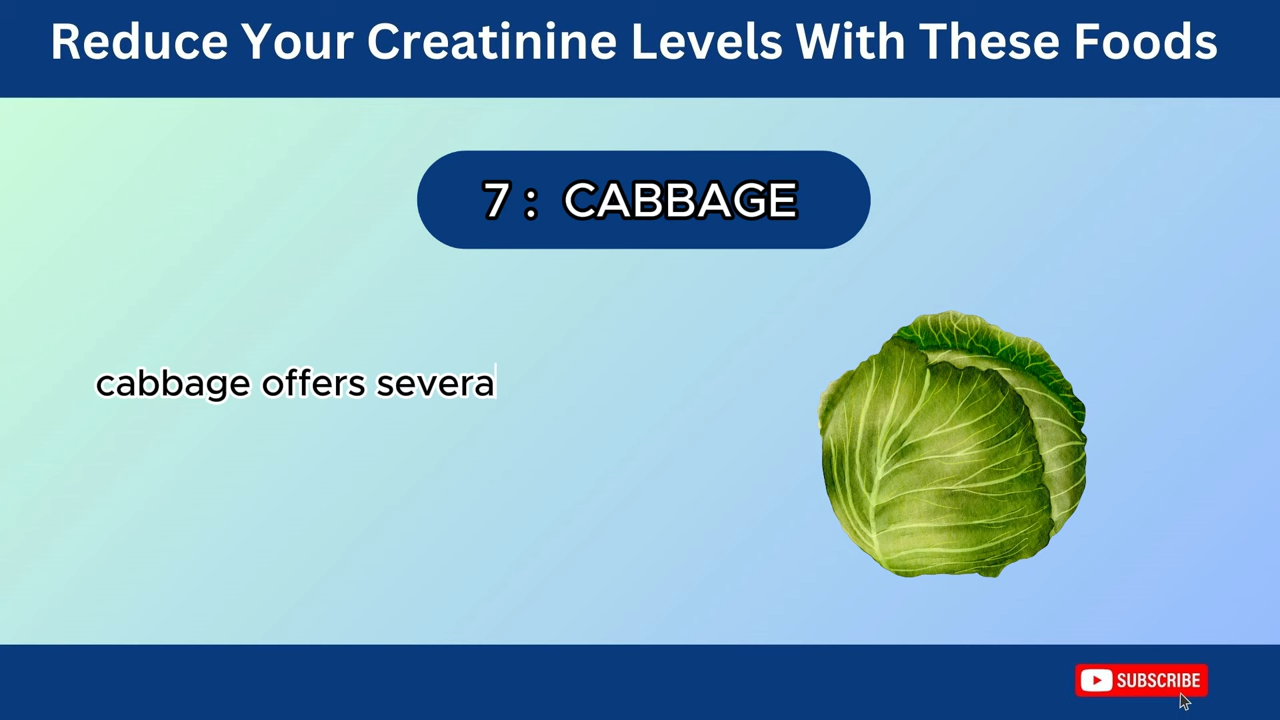 Reduce Your Creatinine Levels With These Foods
7 : CABBAGE
cabbage offers severa
SUBSCRIBE